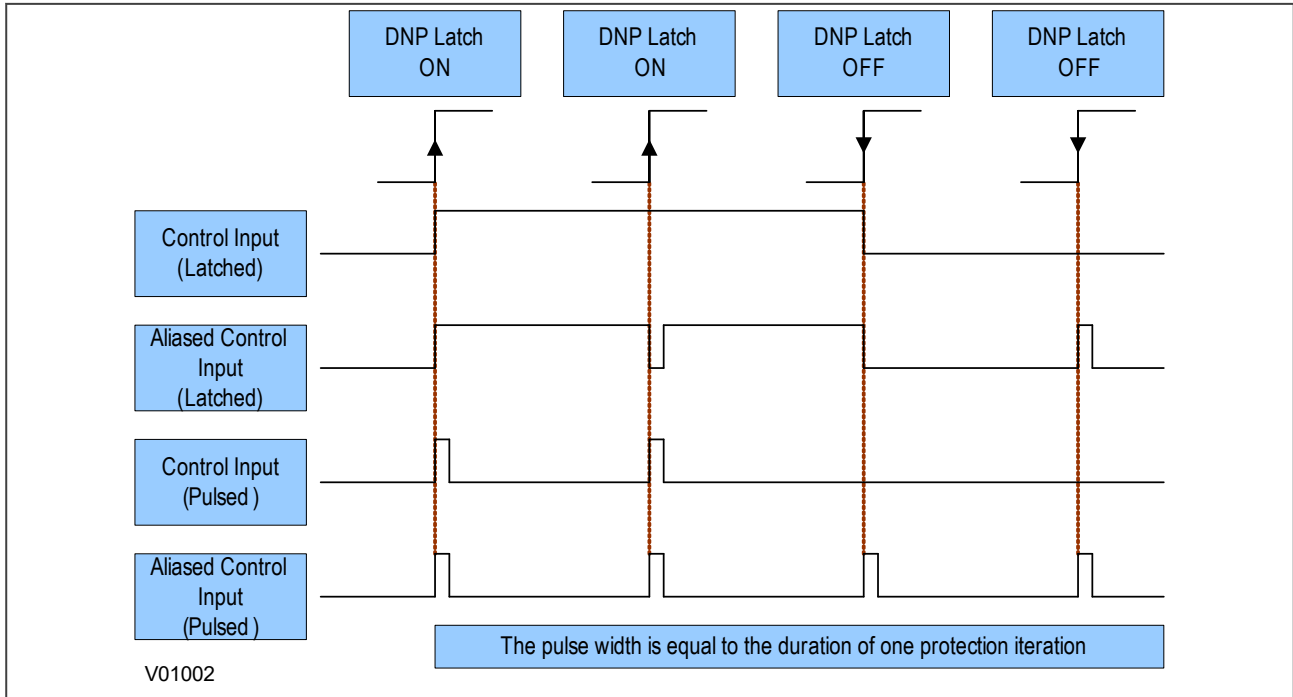 DNP Latch
ON
DNP Latch
ON
DNP Latch
OFF
DNP Latch
OFF
Control Input
(Latched)
Aliased Control
Input
(Latched)
Control Input
(Pulsed )
Aliased Control
Input
(Pulsed )
The pulse width is equal to the duration of one protection iteration
V01002